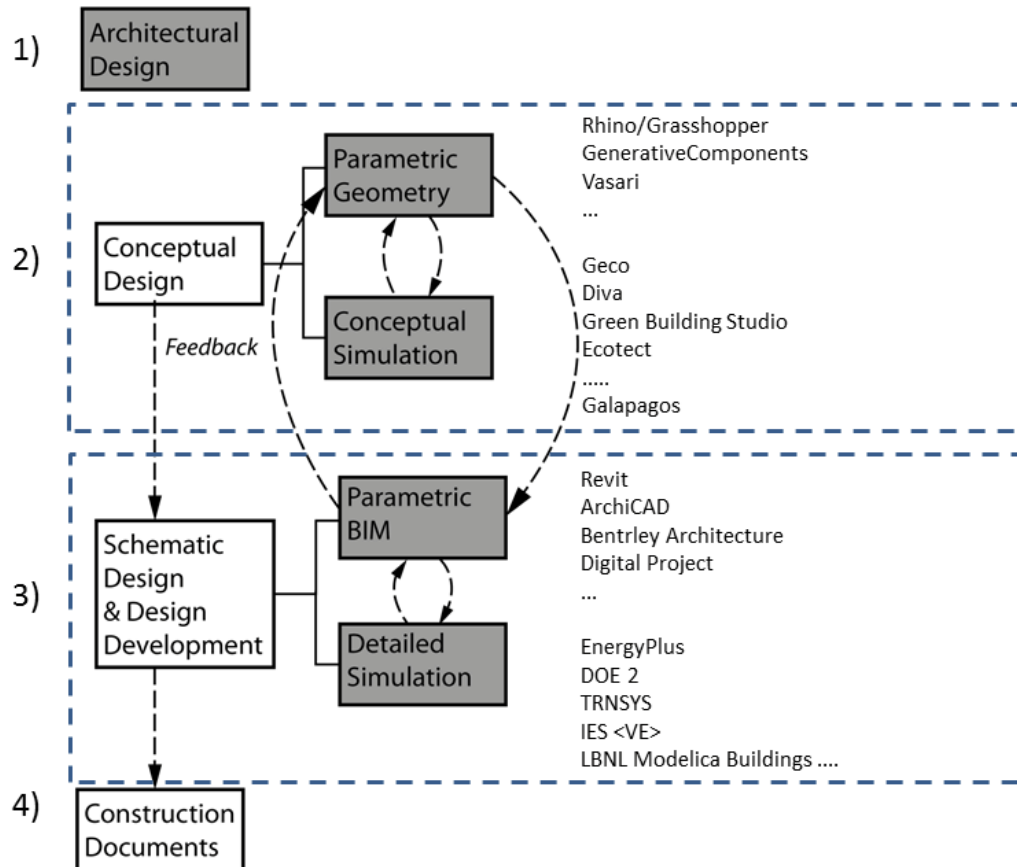 1)
Architectural
Design
2)
Conceptual
Design
Feedback
Parametric
Geometry
Conceptual
Simulation
Rhino/Grasshopper
GenerativeComponents
Vasari
...
Geco
Diva
Green Building Studio
Ecotect
.....
Galapagos
3)
Schematic
Design
& Design
Development
Parametric
BIM
Detailed
Simulation
Revit
ArchiCAD
Bentrley Architecture
Digital Project
...
EnergyPlus
DOE 2
TRNSYS
IES <VE>
LBNL Modelica Buildings ....
4)
Construction
Documents